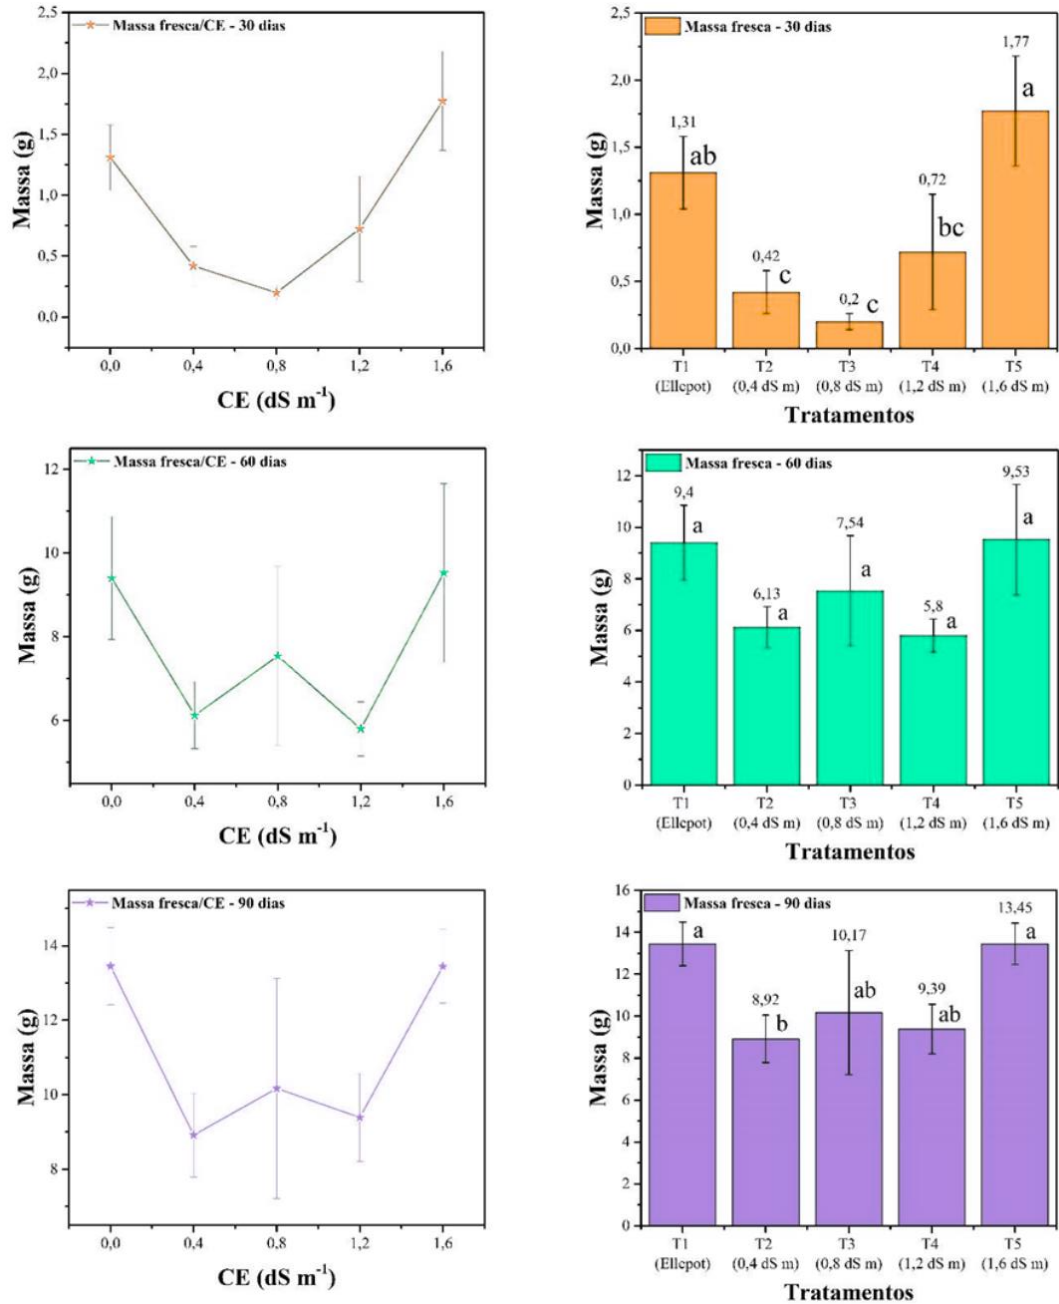 Massa fresca/CE - 30 dias
Massa (g)
2,5
2,0
1,5
1,0
0,5
0,0
0,0 0,4 0,8 1,2 1,6
CE (dS m-1)
Massa fresca - 30 dias
Massa (g)
2,5
2,0
1,5
1,0
0,5
0,0
1,31 ab
0,42 c
0,2 c
0,72 bc
1,77 a
T1 T2 T3 T4 T5
(Ellepot) (0,4 dS m) (0,8 dS m) (1,2 dS m) (1,6 dS m)
Tratamentos
Massa fresca/CE - 60 dias
Massa (g)
12
10
8
6
0,0 0,4 0,8 1,2 1,6
CE (dS m-1)
Massa fresca - 60 dias
Massa (g)
12
10
8
6
4
2
0
9,4 a
6,13 a
7,54 a
5,8 a
9,53 a
T1 T2 T3 T4 T5
(Ellepot) (0,4 dS m) (0,8 dS m) (1,2 dS m) (1,6 dS m)
Tratamentos
Massa fresca/CE - 90 dias
Massa (g)
14
12
10
8
0,0 0,4 0,8 1,2 1,6
CE (dS m-1)
Massa fresca - 90 dias
Massa (g)
16
14
12
10
8
6
4
2
0
a
8,92 b
10,17 ab
9,39 ab
13,45 a
T1 T2 T3 T4 T5
(Ellepot) (0,4 dS m) (0,8 dS m) (1,2 dS m) (1,6 dS m)
Tratamentos